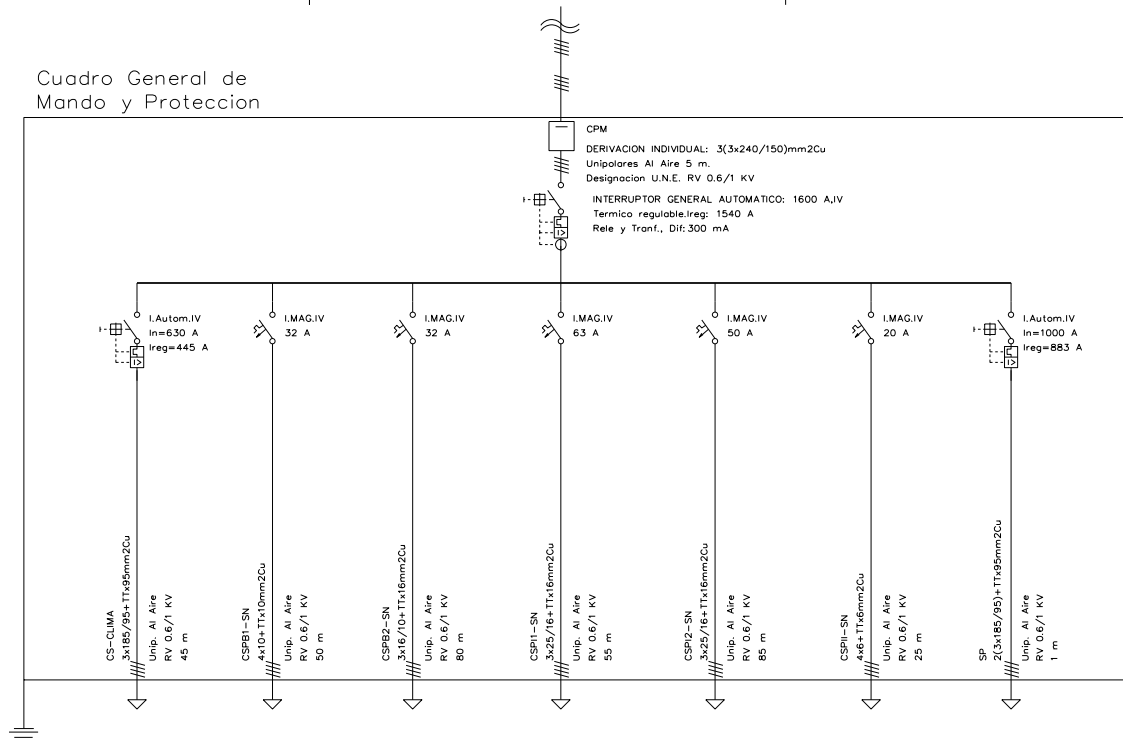 Cuadro General de
Mando y Proteccion
CPM
DERIVACION INDIVIDUAL: 3(3x240/150)mm2Cu
Unipolares Al Aire 5 m.
Designacion U.N.E. RV 0.6/1 KV
INTERRUPTOR GENERAL AUTOMATICO: 1600 A,IV
Termico regulable.Ireg: 1540 A
Rele y Tranf., Dif: 300 mA
I.Autom.IV
In=630 A
Ireg=445 A
I.MAG.IV
32 A
I.MAG.IV
32 A
I.MAG.IV
63 A
I.MAG.IV
50 A
I.MAG.IV
20 A
I.Autom.IV
In=1000 A
Ireg=883 A
CS-CLIMA
3x185/95+TTx95mm2Cu
Unip. Al Aire
RV 0.6/1 KV
45 m
CSPB1-SN
4x10+TTx10mm2Cu
Unip. Al Aire
RV 0.6/1 KV
50 m
CSPB2-SN
3x16/10+TTx16mm2Cu
Unip. Al Aire
RV 0.6/1 KV
80 m
CSPI1-SN
3x25/16+TTx16mm2Cu
Unip. Al Aire
RV 0.6/1 KV
55 m
CSPI2-SN
3x25/16+TTx16mm2Cu
Unip. Al Aire
RV 0.6/1 KV
85 m
CSPII-SN
4x6+TTx6mm2Cu
Unip. Al Aire
RV 0.6/1 KV
25 m
SP
2(3x185/95)+TTx95mm2Cu
Unip. Al Aire
RV 0.6/1 KV
1 m